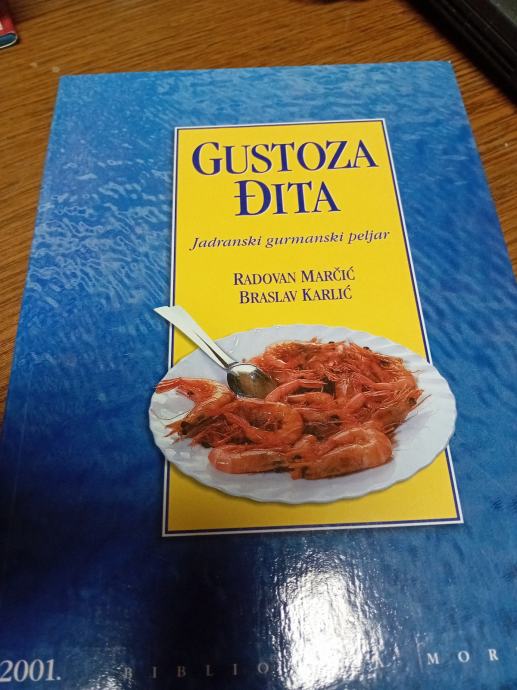 GUSTOZA
ĐITA
Jadranski gurmanski peljar
RADOVAN MARČIĆ
BRASLAV KARLIĆ
2001.